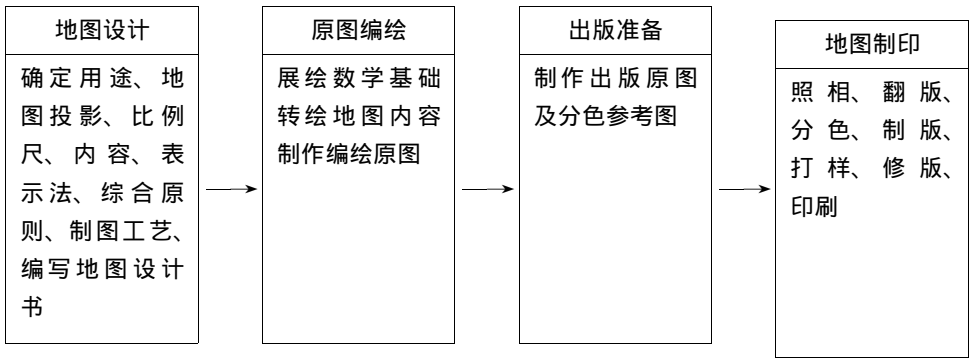 地图设计
确定用途、地
图投影、比例
尺、内容、表
示法、综合原
则、制图工艺、
编写地图设计
书
原图编绘
展绘数学基础
转绘地图内容
制作编绘原图
出版准备
制作出版原图
及分色参考图
地图制印
照相、翻版、
分色、制版、
打样、修版、
印刷